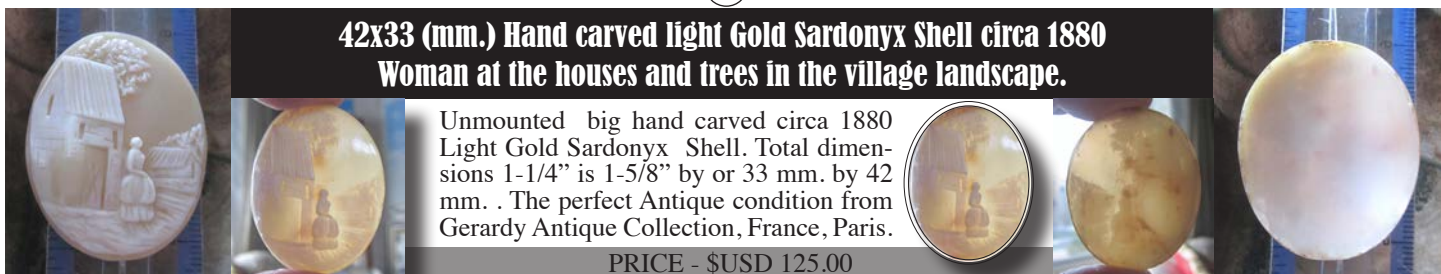 42x33 (mm.) Hand carved light Gold Sardonyx Shell circa 1880
Woman at the houses and trees in the village landscape.
Unmounted big hand carved circa 1880
Light Gold Sardonyx Shell. Total dimen-
sions 1-1/4” is 1-5/8” by or 33 mm. by 42
mm. . The perfect Antique condition from
Gerardy Antique Collection, France, Paris.
PRICE - $USD 125.00